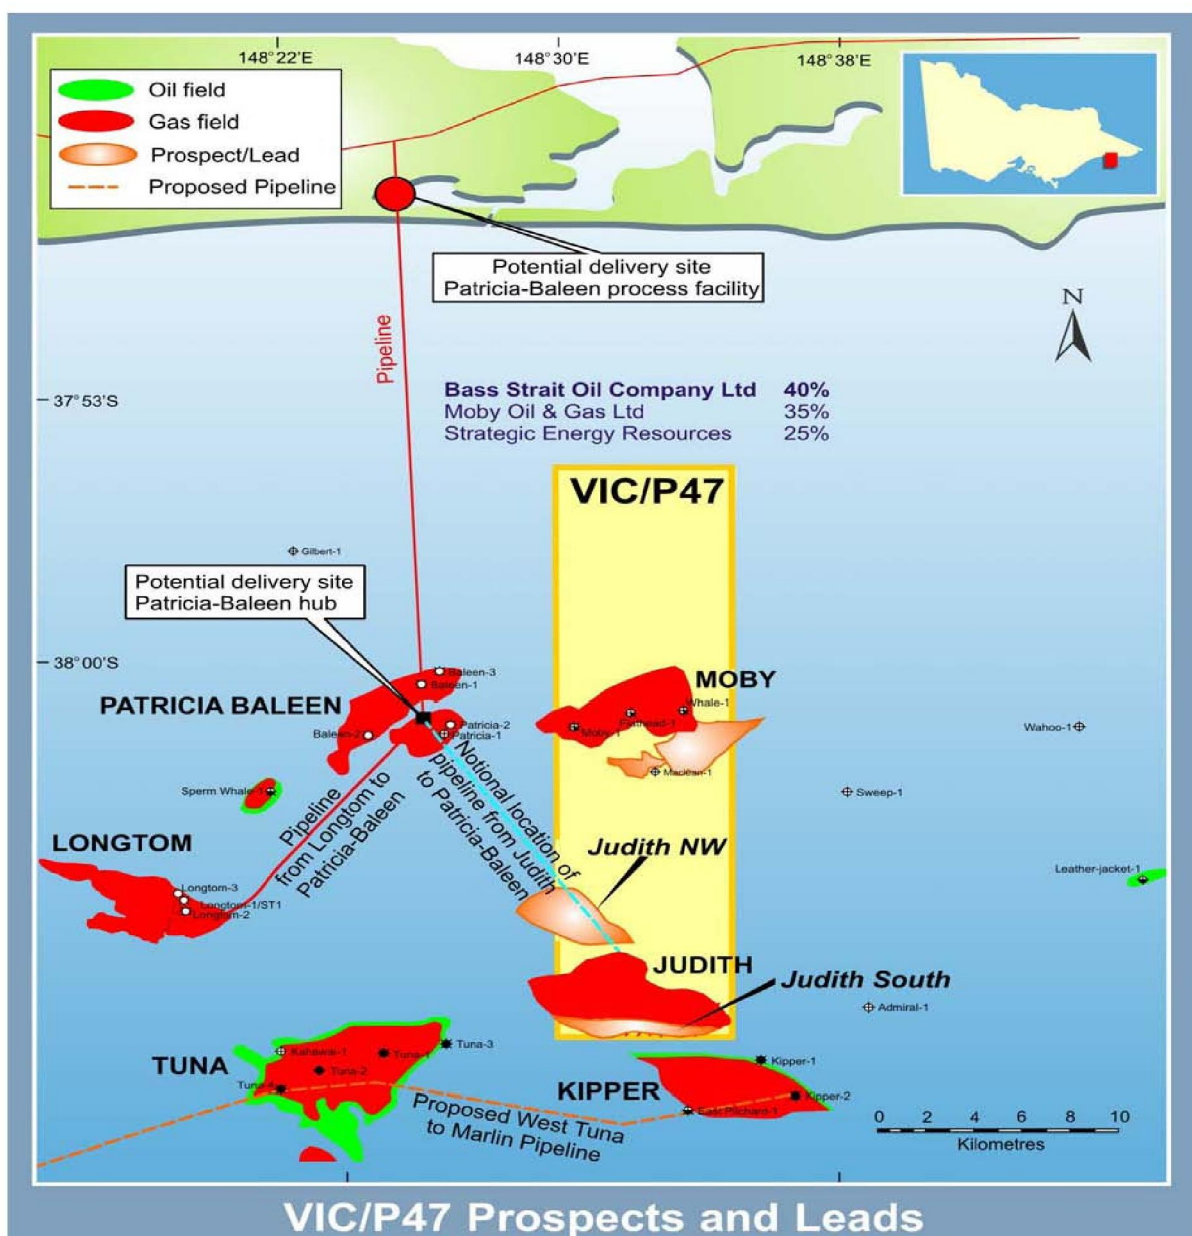 148°22'E
148°30'E
148°38'E
Oil field
Gas field
Prospect/Lead
Proposed Pipeline
Potential delivery site
Patricia-Baleen process facility
N
Pipeline
37°53'S
Bass Strait Oil Company Ltd 40%
Moby Oil & Gas Ltd 35%
Strategic Energy Resources 25%
VIC/P47
Gilbert-1
Potential delivery site
Patricia-Baleen hub
38°00'S
Baleen-3
Baleen-1
MOBY
PATRICIA BALEEN
Whale-1
Patricia-2
Flathead-1
Baleen-2
Patricia-1
Moby-1
Wahoo-1
Notional location of
pipeline from Judith
to Patricia-Baleen
Maclean-1
Sperm Whale-1
Sweep-1
Pipeline
from Longtom to
Patricia-Baleen
LONGTOM
Judith NW
Leather-jacket-1
Longtom-3
Longtom-1/ST1
Longtom-2
JUDITH
Judith South
Admiral-1
TUNA
Kahawai-1
Tuna-1
Tuna-3
Tuna-2
Tuna-4
KIPPER
Kipper-1
Kipper-2
East Pilchard-1
Proposed West Tuna
to Marlin Pipeline
0 2 4 6 8 10
Kilometres
VIC/P47 Prospects and Leads